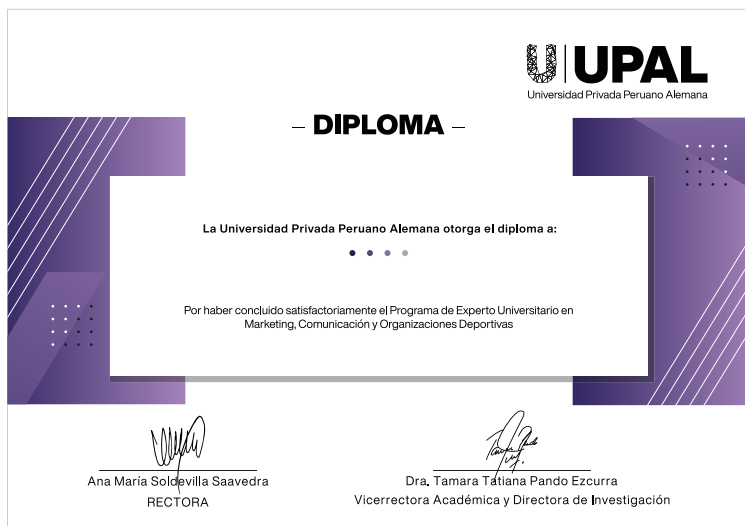 UPAL
Universidad Privada Peruano Alemana
– DIPLOMA –
La Universidad Privada Peruano Alemana otorga el diploma a:
Por haber concluido satisfactoriamente el Programa de Experto Universitario en
Marketing, Comunicación y Organizaciones Deportivas
Ana María Soldevilla Saavedra
RECTORA
Dra. Tamara Tatiana Pando Ezcurra
Vicerrectora Académica y Directora de Investigación